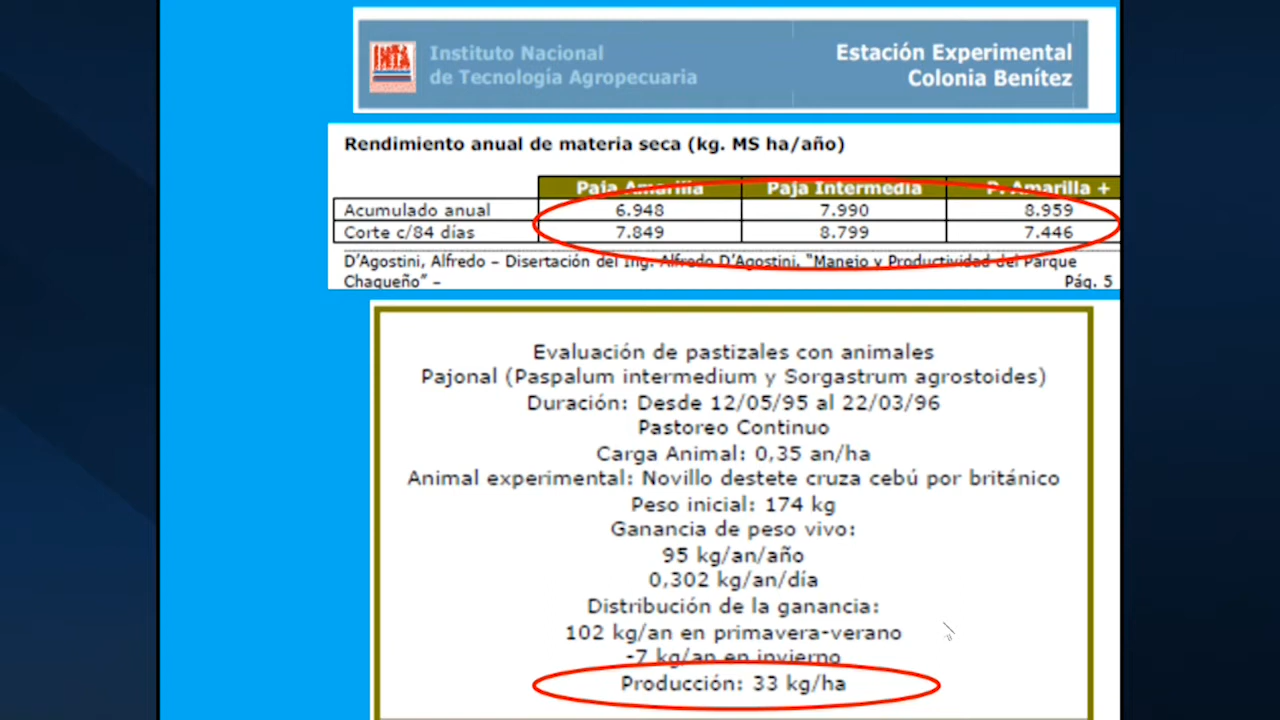 INTA
Instituto Nacional
de Tecnología Agropecuaria
Estación Experimental
Colonia Benítez
Rendimiento anual de materia seca (kg. MS ha/año)
Paja Amarilla Paja Intermedia P. Amarilla +
Acumulado anual 6.948 7.990 8.959
Corte c/84 días 7.849 8.799 7.446
D’Agostini, Alfredo – Disertación del Ing. Alfredo D’Agostini. “Manejo y Productividad del Parque
Chaqueño” – Pág. 5
Evaluación de pastizales con animales
Pajonal (Paspalum intermedium y Sorgastrum agrostoides)
Duración: Desde 12/05/95 al 22/03/96
Pastoreo Continuo
Carga Animal: 0,35 an/ha
Animal experimental: Novillo destete cruza cebú por británico
Peso inicial: 174 kg
Ganancia de peso vivo:
95 kg/an/año
0,302 kg/an/día
Distribución de la ganancia:
102 kg/an en primavera-verano
-7 kg/an en invierno
Producción: 33 kg/ha